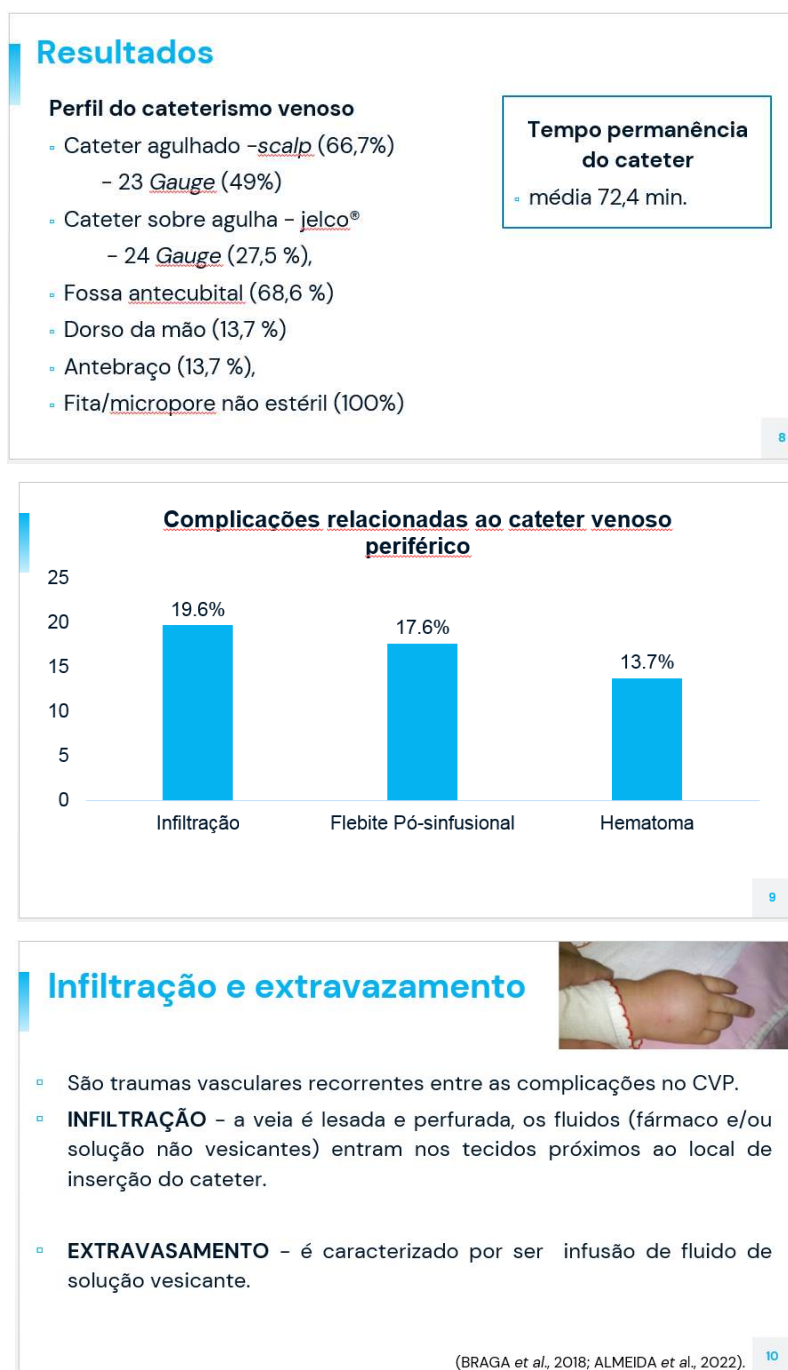 Resultados
Perfil do cateterismo venoso
▫ Cateter agulhado –scalp (66,7%)
– 23 Gauge (49%)
▫ Cateter sobre agulha – jelco®
– 24 Gauge (27,5 %),
▫ Fossa antecubital (68,6 %)
▫ Dorso da mão (13,7 %)
▫ Antebraço (13,7 %),
▫ Fita/micropore não estéril (100%)
Tempo permanência
do cateter
▫ média 72,4 min.
8
Complicações relacionadas ao cateter venoso
periférico
25
20
15
10
5
0
19.6%
17.6%
13.7%
Infiltração
Flebite Pó-sinfusional
Hematoma
9
Infiltração e extravazamento
▫ São traumas vasculares recorrentes entre as complicações no CVP.
▫ INFILTRAÇÃO – a veia é lesada e perfurada, os fluidos (fármaco e/ou
solução não vesicantes) entram nos tecidos próximos ao local de
inserção do cateter.
▫ EXTRAVASAMENTO – é caracterizado por ser infusão de fluido de
solução vesicante.
(BRAGA et al., 2018; ALMEIDA et al., 2022).
10